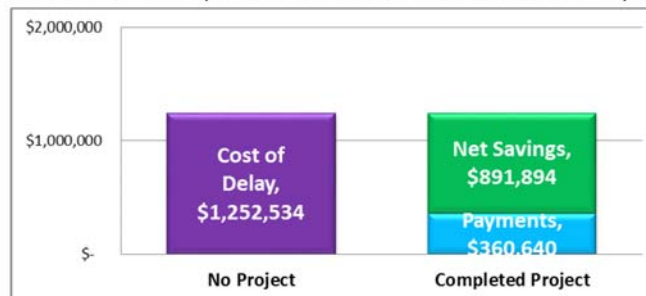 $2,000,000
$1,000,000
$-
Cost of
Delay,
$1,252,534
Net Savings,
$891,894
Payments,
$360,640
No Project
Completed Project